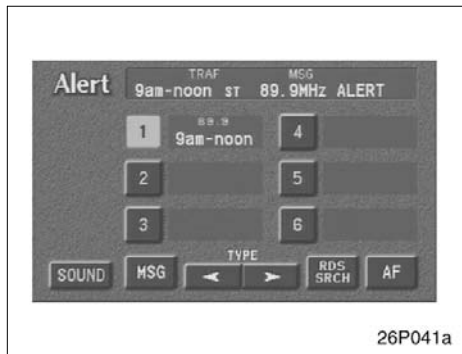 Alert
TRAF MSG
9am-noon ST 89.9MHz ALERT
1 89.9 9am-noon 4
2 5
3 6
TYPE
SOUND MSG RDS SRCH AF
26P041a